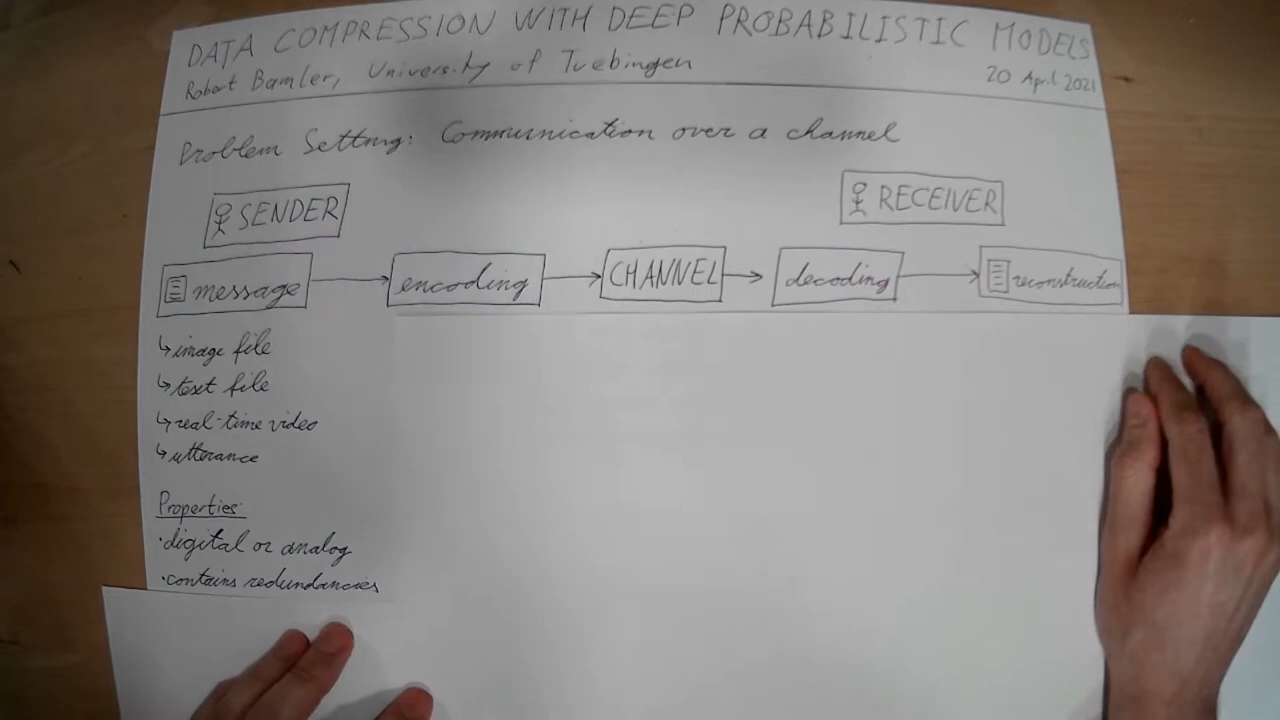 DATA COMPRESSION WITH DEEP PROBABILISTIC MODELS
Robert Bamler, University of Tuebingen
20 April 2021
Problem Setting: Communication over a channel
SENDER
RECEIVER
message
encoding
CHANNEL
decoding
reconstruction
↳ image file
↳ text file
↳ real-time video
↳ utterance
Properties:
· digital or analog
· contains redundancies